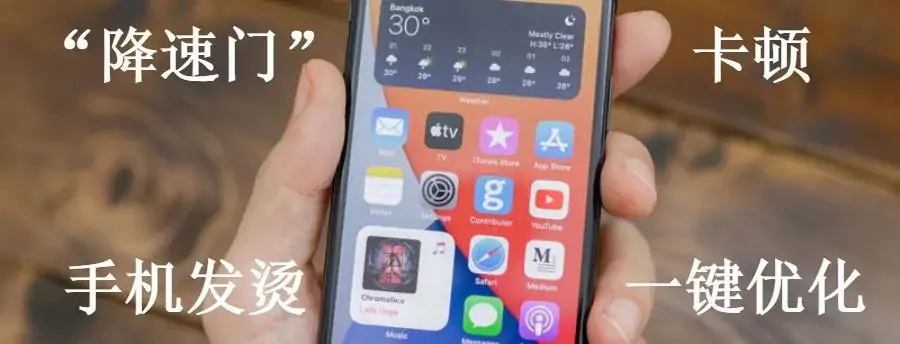 “降速门”
卡顿
手机发烫
一键优化
Bangkok
30°
Mostly Clear
H:35° L:26°
21 22 23 00 01 02
30° 29° 29° 28° 28° 28°
Weather
tv
Mail
TV
iTunes Store
App Store
Notes
Settings
Contributor
YouTube
g
M
Chromatica
Lady Gaga
Music
Safari
Medium
Messages